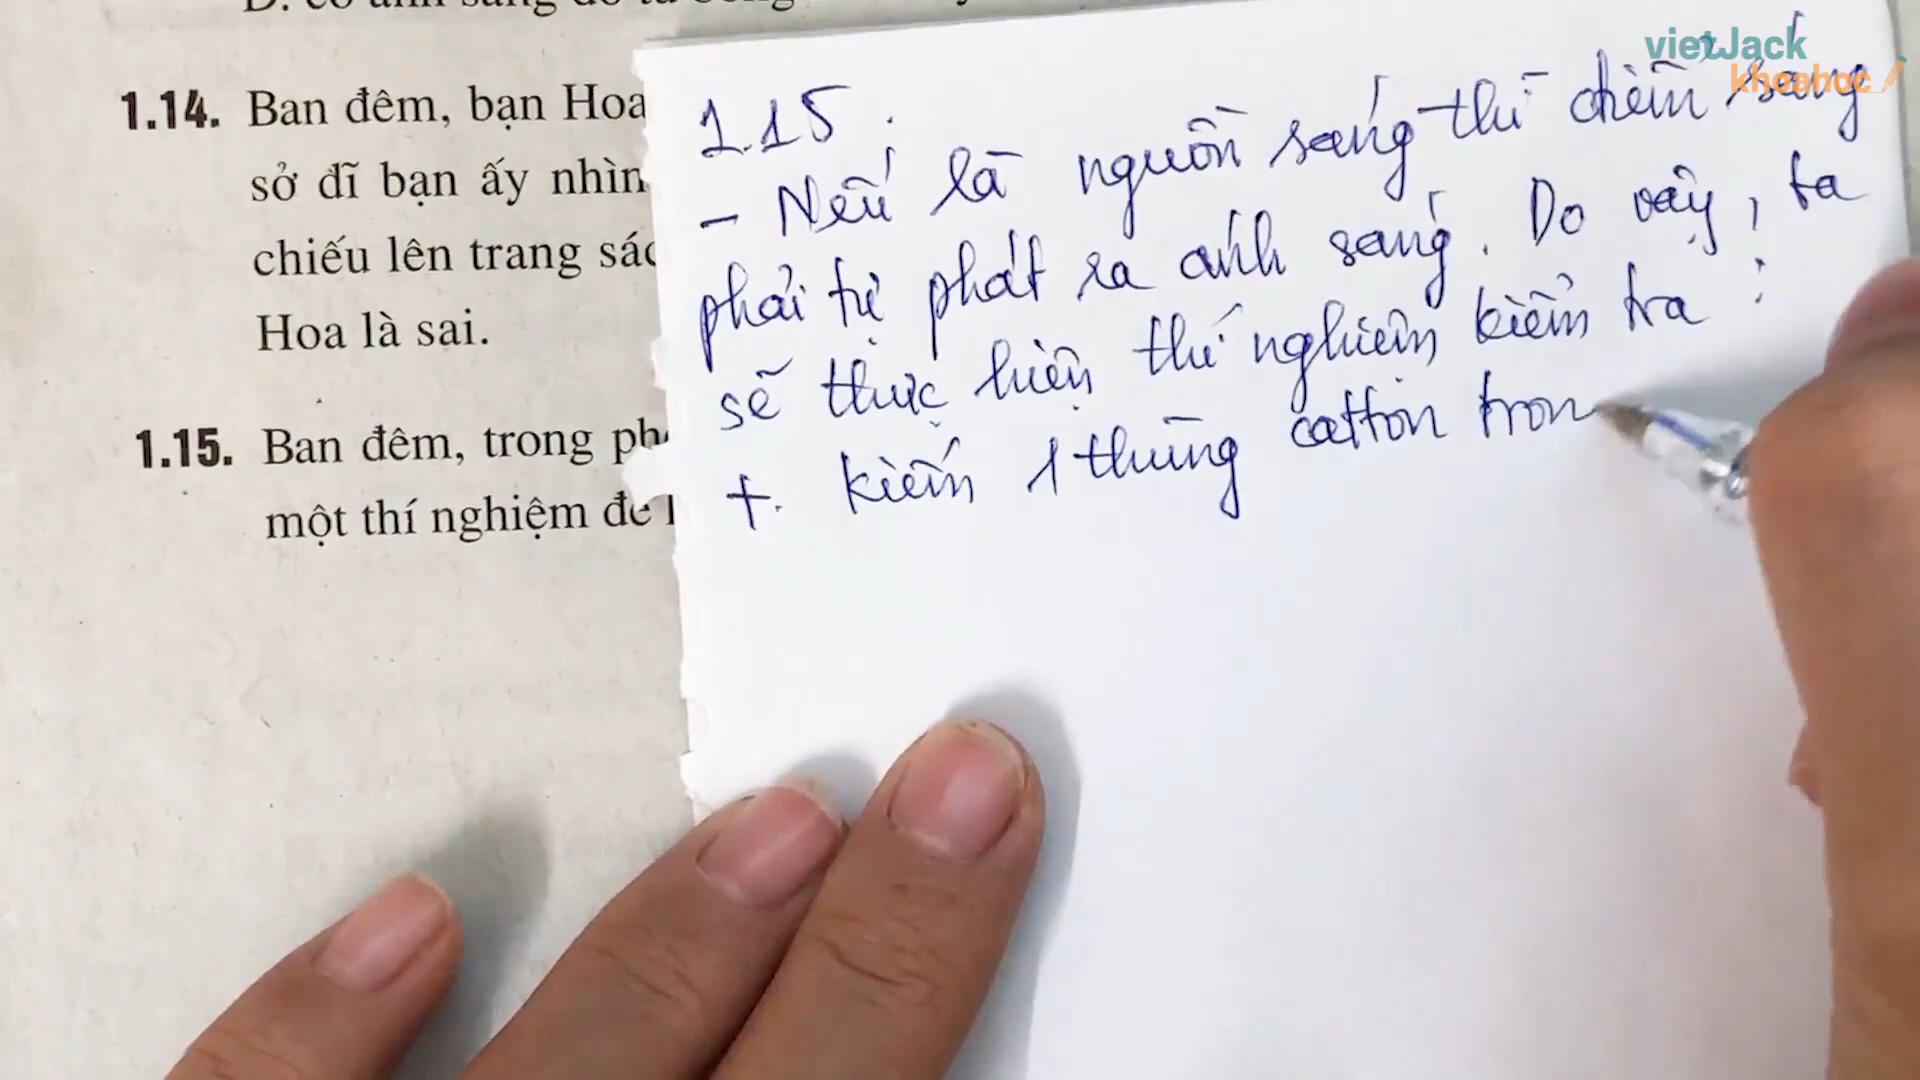 1.14. Ban đêm, bạn Hoa
sở dĩ bạn ấy nhìn
chiếu lên trang sác
Hoa là sai.
1.15. Ban đêm, trong phò
một thí nghiệm để
1.15.
- Nếu là nguồn sáng thì điểm sáng
phải tự phát ra ánh sáng. Do vậy, ta
sẽ thực hiện thí nghiệm kiểm tra:
+. kiếm 1 thùng catton tron
vietJack
khoahoc